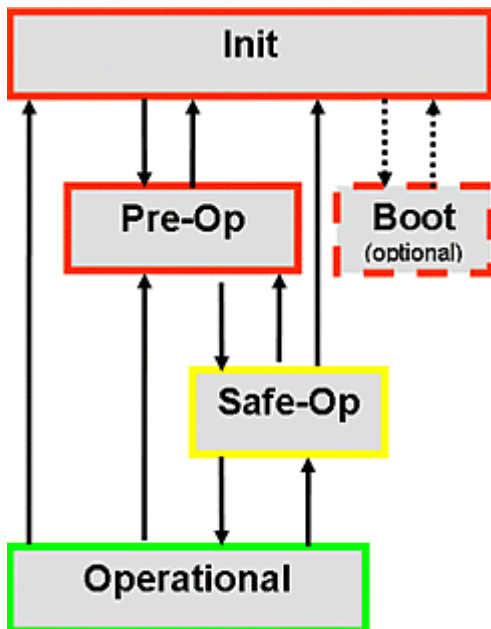 Init
Pre-Op
Boot
(optional)
Safe-Op
Operational